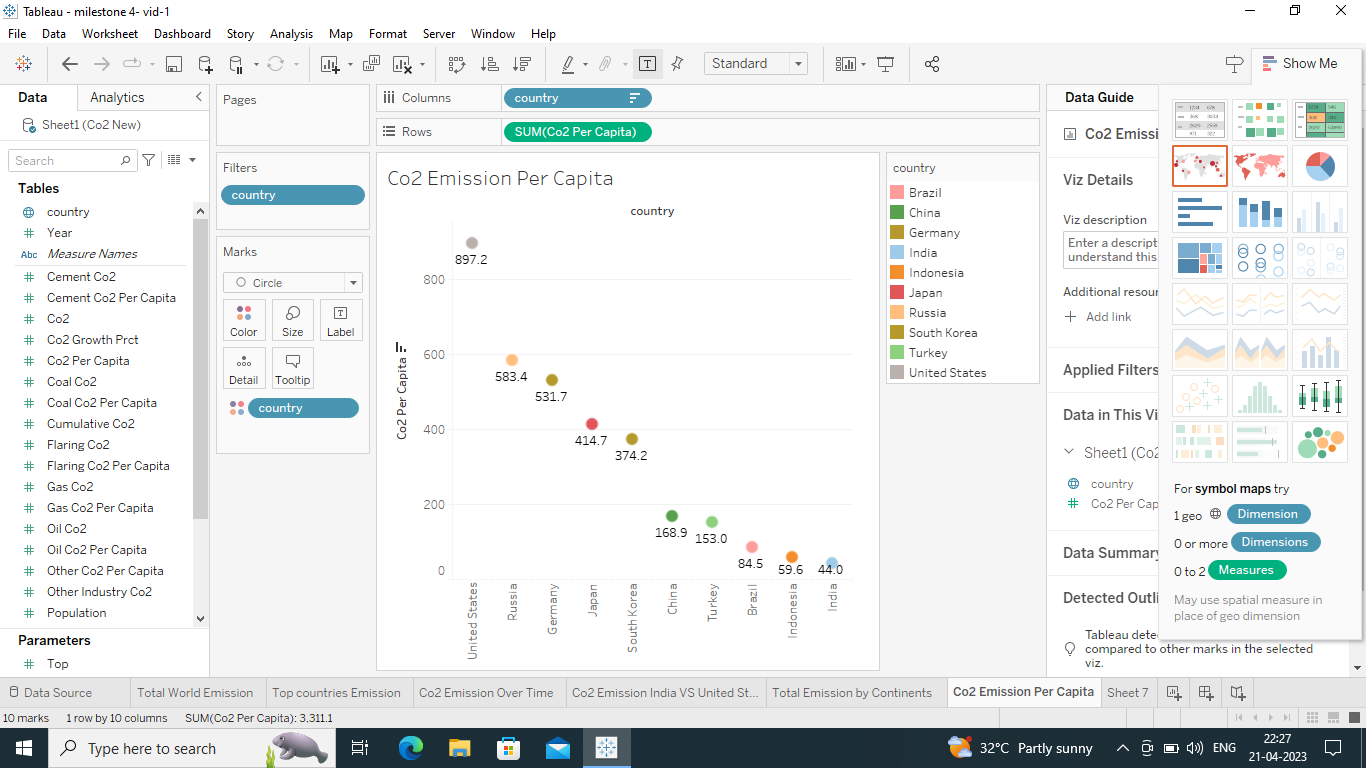 Tableau - milestone 4- vid-1
File Data Worksheet Dashboard Story Analysis Map Format Server Window Help
Standard
Show Me
Data Analytics
Sheet1 (Co2 New)
Search
Tables
country
Year
Abc Measure Names
Cement Co2
Cement Co2 Per Capita
Co2
Co2 Growth Prct
Co2 Per Capita
Coal Co2
Coal Co2 Per Capita
Cumulative Co2
Flaring Co2
Flaring Co2 Per Capita
Gas Co2
Gas Co2 Per Capita
Oil Co2
Oil Co2 Per Capita
Other Co2 Per Capita
Other Industry Co2
Population
Parameters
Top
Pages
Filters
country
Marks
Circle
Color Size Label
Detail Tooltip
country
Columns country
Rows SUM(Co2 Per Capita)
Co2 Emission Per Capita
country
Co2 Per Capita
800
600
400
200
0
897.2
583.4
531.7
414.7
374.2
168.9
153.0
84.5
59.6
44.0
United States
Russia
Germany
Japan
South Korea
China
Turkey
Brazil
Indonesia
India
country
Brazil
China
Germany
India
Indonesia
Japan
Russia
South Korea
Turkey
United States
Data Guide
Co2 Emissi
Viz Details
Viz description
Enter a descript
understand this
Additional resour
Add link
Applied Filters
Data in This Vi
Sheet1 (Co2
country
Co2 Per Cap
Data Summary
Detected Outli
Tableau dete
compared to other marks in the selected
viz.
For symbol maps try
1 geo Dimension
0 or more Dimensions
0 to 2 Measures
May use spatial measure in
place of geo dimension
Data Source Total World Emission Top countries Emission Co2 Emission Over Time Co2 Emission India VS United St... Total Emission by Continents Co2 Emission Per Capita Sheet 7
10 marks 1 row by 10 columns SUM(Co2 Per Capita): 3,311.1
Type here to search
32°C Partly sunny
ENG
22:27
21-04-2023